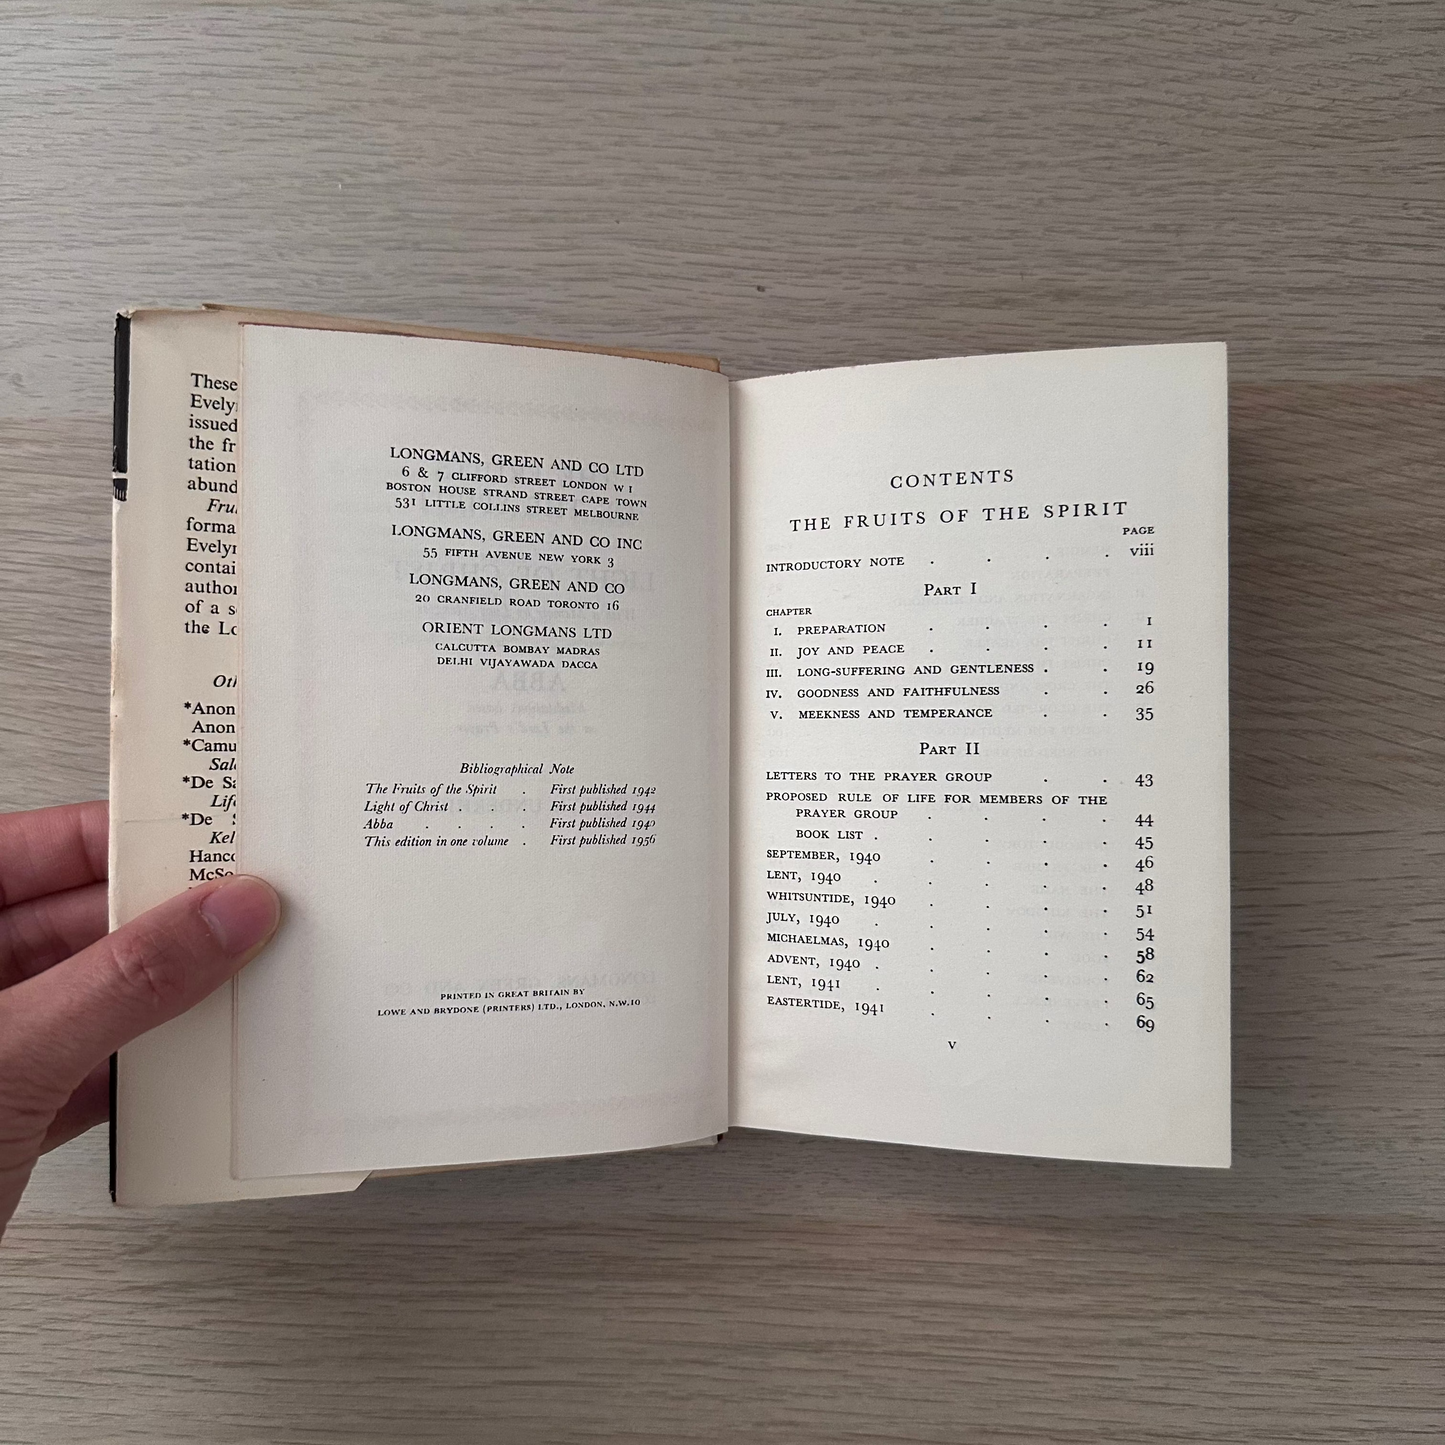 These
Evely
issued
the fr
tation
abund
Fru
forma
Evely
contai
author
of a s
the Lo
Oth
*Anon
Anon
*Camu
Sale
*De Sa
Life
*De S
Kel
Hanc
McSo
LONGMANS, GREEN AND CO LTD
6 & 7 CLIFFORD STREET LONDON W 1
BOSTON HOUSE STRAND STREET CAPE TOWN
531 LITTLE COLLINS STREET MELBOURNE
LONGMANS, GREEN AND CO INC
55 FIFTH AVENUE NEW YORK 3
LONGMANS, GREEN AND CO
20 CRANFIELD ROAD TORONTO 16
ORIENT LONGMANS LTD
CALCUTTA BOMBAY MADRAS
DELHI VIJAYAWADA DACCA
Bibliographical Note
The Fruits of the Spirit . First published 1942
Light of Christ . . . First published 1944
Abba . . . . First published 1940
This edition in one volume . First published 1956
PRINTED IN GREAT BRITAIN BY
LOWE AND BRYDONE (PRINTERS) LTD., LONDON, N.W.10
CONTENTS
THE FRUITS OF THE SPIRIT
PAGE
INTRODUCTORY NOTE . . . . viii
Part I
CHAPTER
I. PREPARATION . . . . 1
II. JOY AND PEACE . . . . 11
III. LONG-SUFFERING AND GENTLENESS . . 19
IV. GOODNESS AND FAITHFULNESS . . 26
V. MEEKNESS AND TEMPERANCE . . 35
Part II
LETTERS TO THE PRAYER GROUP . . 43
PROPOSED RULE OF LIFE FOR MEMBERS OF THE
PRAYER GROUP . . . . 44
BOOK LIST . . . . . 45
SEPTEMBER, 1940 . . . . 46
LENT, 1940 . . . . . 48
WHITSUNTIDE, 1940 . . . . 51
JULY, 1940 . . . . . 54
MICHAELMAS, 1940 . . . . 58
ADVENT, 1940 . . . . . 62
LENT, 1941 . . . . 65
EASTERTIDE, 1941 . . . . 69
v